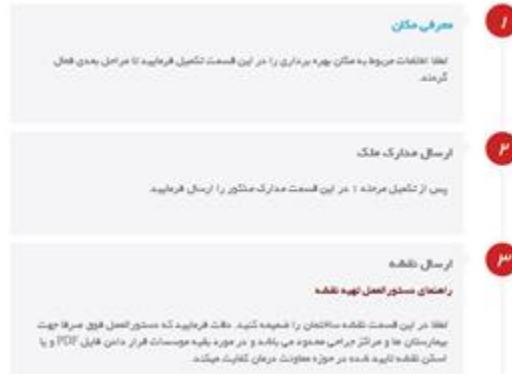 ۱
معرفی مکان
لطفا اطلاعات مربوط به مکان بهره برداری را در این قسمت تکمیل فرمایید تا مراحل بعدی فعال
گردند.
۲
ارسال مدارک ملک
پس از تکمیل مرحله ۱ در این قسمت مدارک مذکور را ارسال فرمایید.
۳
ارسال نقشه
راهنمای دستورالعمل تهیه نقشه
لطفا در این قسمت نقشه ساختمان را ضمیمه کنید. دقت فرمایید که دستورالعمل فوق صرفا جهت
بیمارستان ها و مراکز جراحی محدود می باشد و در مورد بقیه موسسات قرار دادن فایل PDF و یا
اسکن نقشه تایید شده در حوزه معاونت درمان کفایت میکند.